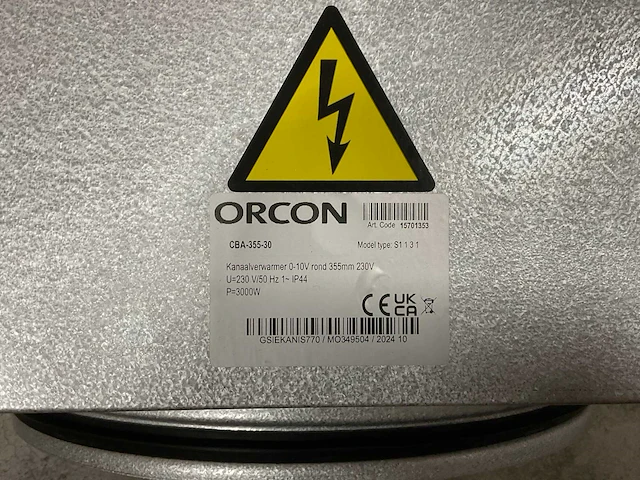 ORCON
Art. Code 15701353
CBA-355-30
Model type: S1 1 3 1
Kanaalverwarmer 0-10V rond 355mm 230V
U=230 V/50 Hz 1~ IP44
P=3000W
CE UK CA
GSIEKANIS770 / MO349504 / 2024 10